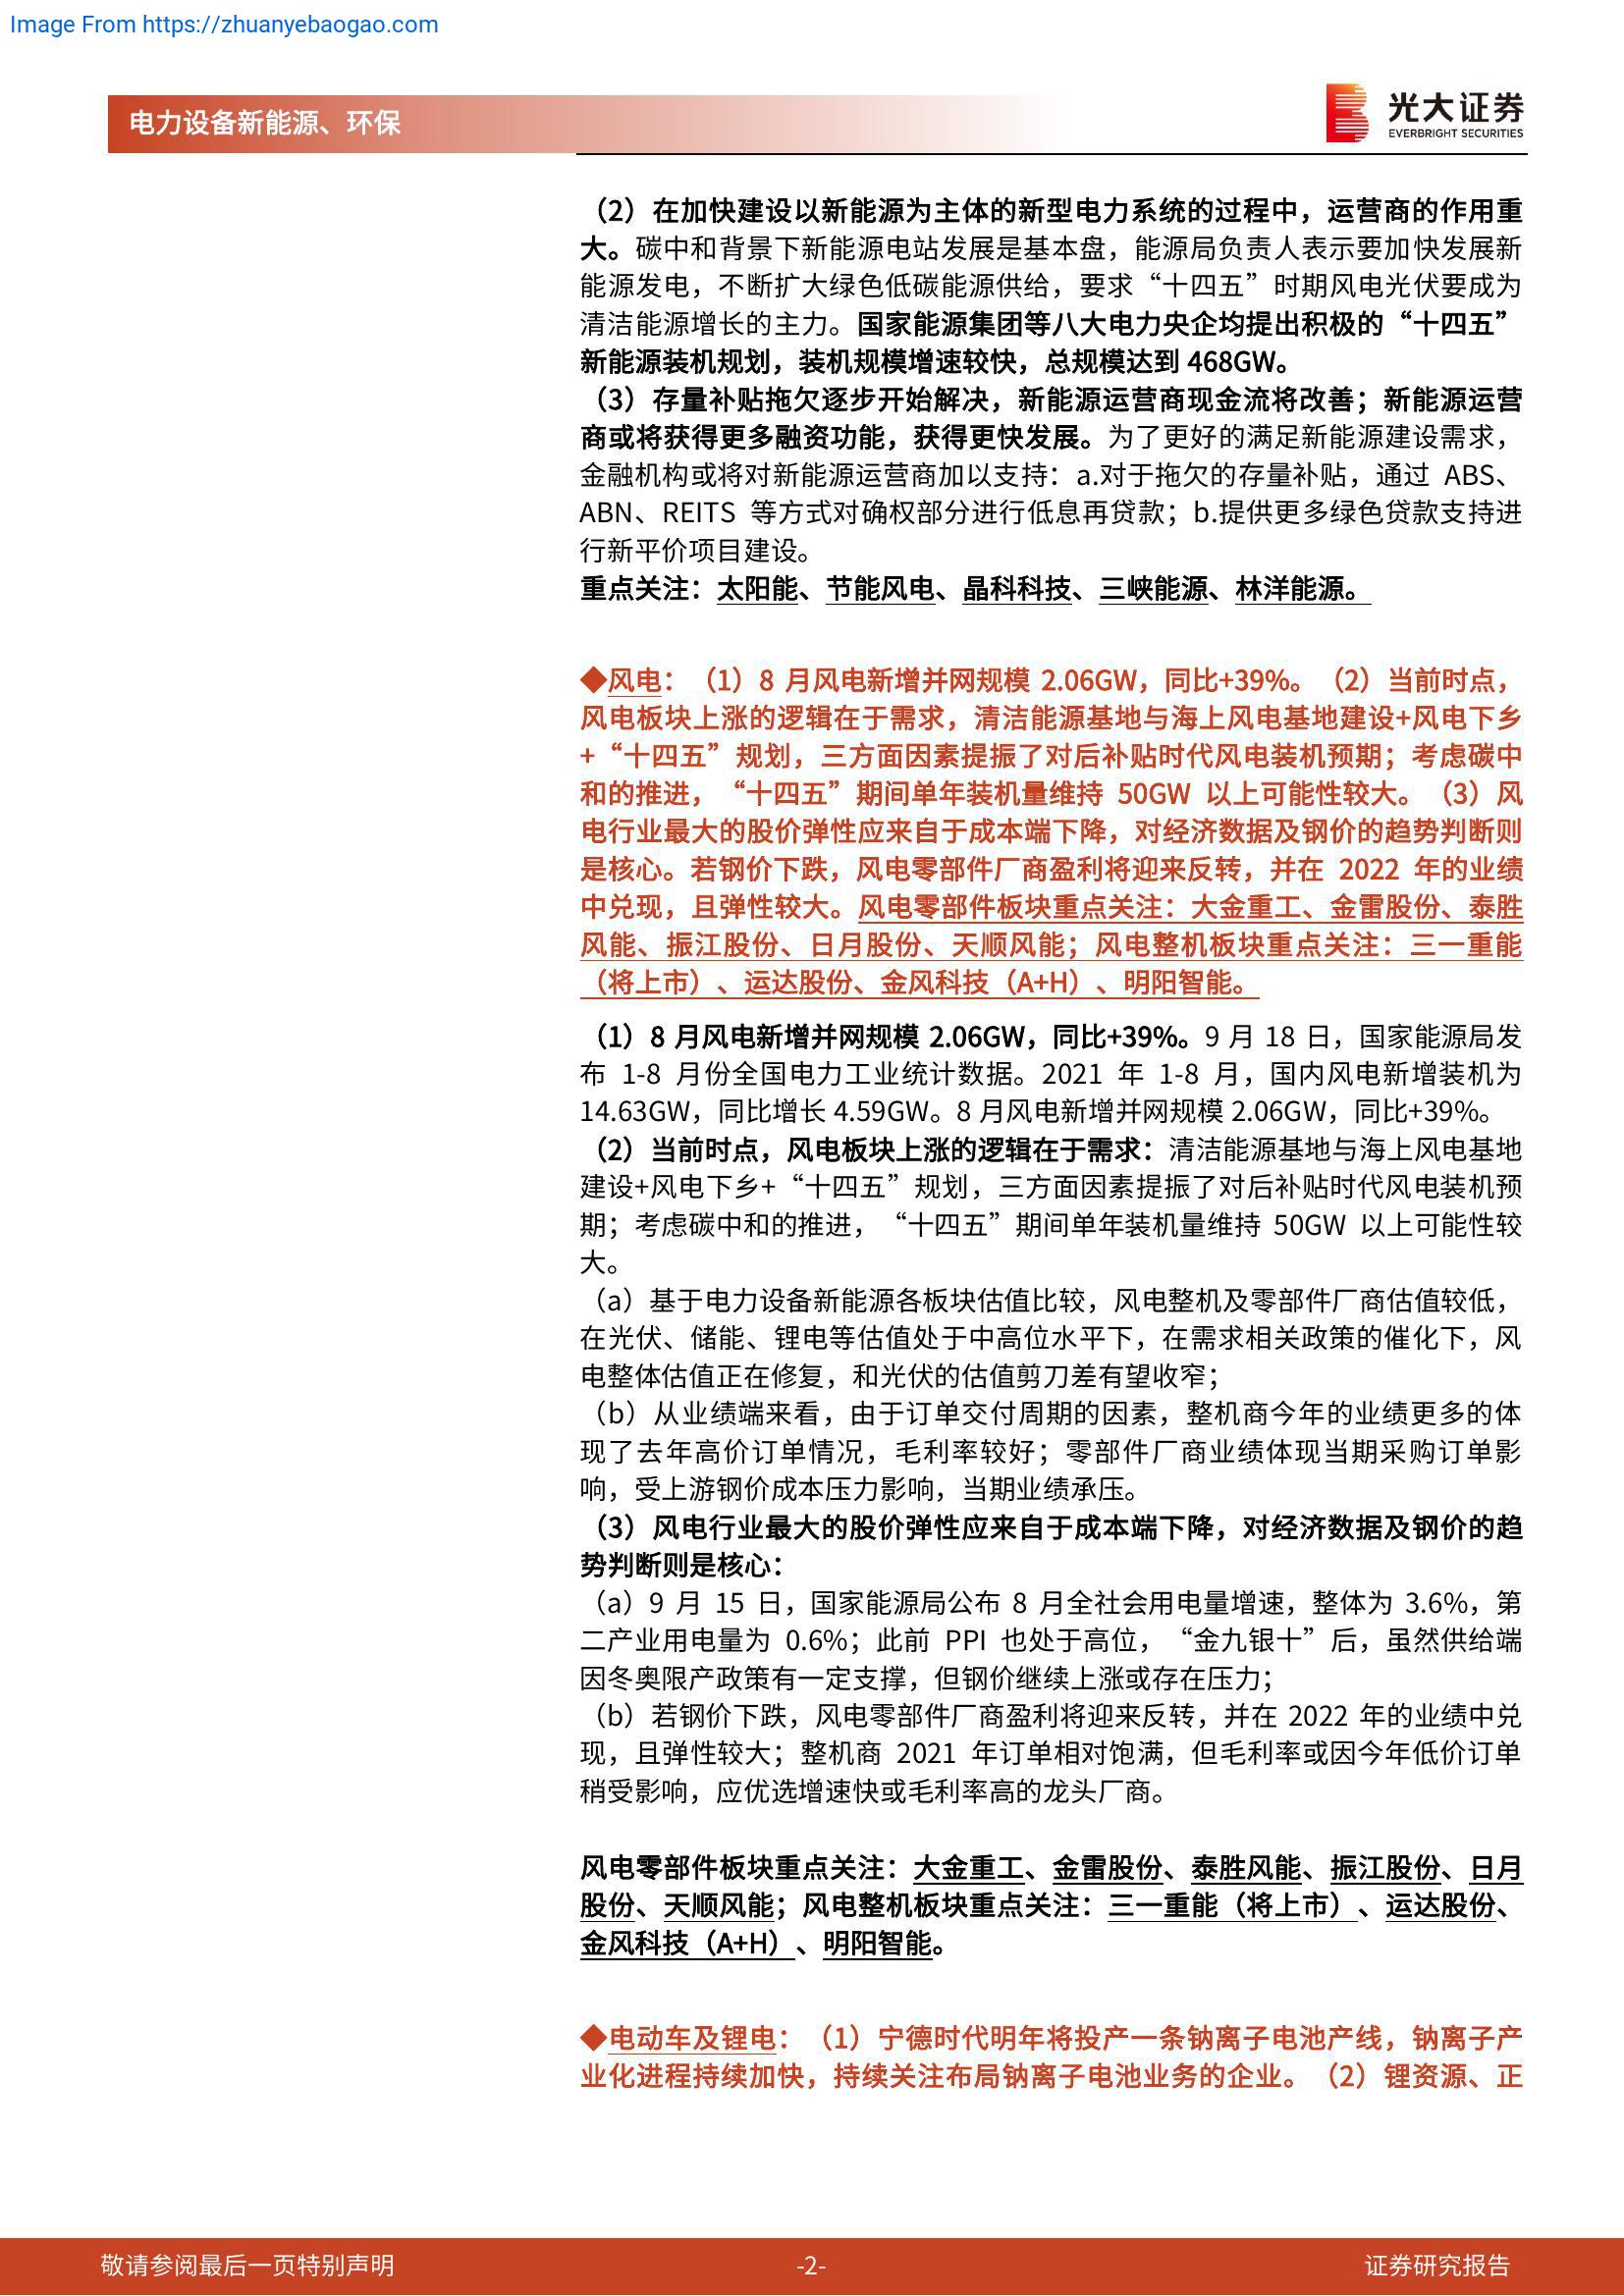 Image From https://zhuanyebaogao.com
电力设备新能源、环保
光大证券
EVERBRIGHT SECURITIES
（2）在加快建设以新能源为主体的新型电力系统的过程中，运营商的作用重
大。碳中和背景下新能源电站发展是基本盘，能源局负责人表示要加快发展新
能源发电，不断扩大绿色低碳能源供给，要求“十四五”时期风电光伏要成为
清洁能源增长的主力。国家能源集团等八大电力央企均提出积极的“十四五”
新能源装机规划，装机规模增速较快，总规模达到 468GW。
（3）存量补贴拖欠逐步开始解决，新能源运营商现金流将改善；新能源运营
商或将获得更多融资功能，获得更快发展。为了更好的满足新能源建设需求，
金融机构或将对新能源运营商加以支持：a.对于拖欠的存量补贴，通过 ABS、
ABN、REITS 等方式对确权部分进行低息再贷款；b.提供更多绿色贷款支持进
行新平价项目建设。
重点关注：太阳能、节能风电、晶科科技、三峡能源、林洋能源。
◆风电：（1）8 月风电新增并网规模 2.06GW，同比+39%。（2）当前时点，
风电板块上涨的逻辑在于需求，清洁能源基地与海上风电基地建设+风电下乡
+“十四五”规划，三方面因素提振了对后补贴时代风电装机预期；考虑碳中
和的推进，“十四五”期间单年装机量维持 50GW 以上可能性较大。（3）风
电行业最大的股价弹性应来自于成本端下降，对经济数据及钢价的趋势判断则
是核心。若钢价下跌，风电零部件厂商盈利将迎来反转，并在 2022 年的业绩
中兑现，且弹性较大。风电零部件板块重点关注：大金重工、金雷股份、泰胜
风能、振江股份、日月股份、天顺风能；风电整机板块重点关注：三一重能
（将上市）、运达股份、金风科技（A+H）、明阳智能。
（1）8 月风电新增并网规模 2.06GW，同比+39%。9 月 18 日，国家能源局发
布 1-8 月份全国电力工业统计数据。2021 年 1-8 月，国内风电新增装机为
14.63GW，同比增长 4.59GW。8 月风电新增并网规模 2.06GW，同比+39%。
（2）当前时点，风电板块上涨的逻辑在于需求：清洁能源基地与海上风电基地
建设+风电下乡+“十四五”规划，三方面因素提振了对后补贴时代风电装机预
期；考虑碳中和的推进，“十四五”期间单年装机量维持 50GW 以上可能性较
大。
（a）基于电力设备新能源各板块估值比较，风电整机及零部件厂商估值较低，
在光伏、储能、锂电等估值处于中高位水平下，在需求相关政策的催化下，风
电整体估值正在修复，和光伏的估值剪刀差有望收窄；
（b）从业绩端来看，由于订单交付周期的因素，整机商今年的业绩更多的体
现了去年高价订单情况，毛利率较好；零部件厂商业绩体现当期采购订单影
响，受上游钢价成本压力影响，当期业绩承压。
（3）风电行业最大的股价弹性应来自于成本端下降，对经济数据及钢价的趋
势判断则是核心：
（a）9 月 15 日，国家能源局公布 8 月全社会用电量增速，整体为 3.6%，第
二产业用电量为 0.6%；此前 PPI 也处于高位，“金九银十”后，虽然供给端
因冬奥限产政策有一定支撑，但钢价继续上涨或存在压力；
（b）若钢价下跌，风电零部件厂商盈利将迎来反转，并在 2022 年的业绩中兑
现，且弹性较大；整机商 2021 年订单相对饱满，但毛利率或因今年低价订单
稍受影响，应优选增速快或毛利率高的龙头厂商。
风电零部件板块重点关注：大金重工、金雷股份、泰胜风能、振江股份、日月
股份、天顺风能；风电整机板块重点关注：三一重能（将上市）、运达股份、
金风科技（A+H）、明阳智能。
◆电动车及锂电：（1）宁德时代明年将投产一条钠离子电池产线，钠离子产
业化进程持续加快，持续关注布局钠离子电池业务的企业。（2）锂资源、正
敬请参阅最后一页特别声明
-2-
证券研究报告